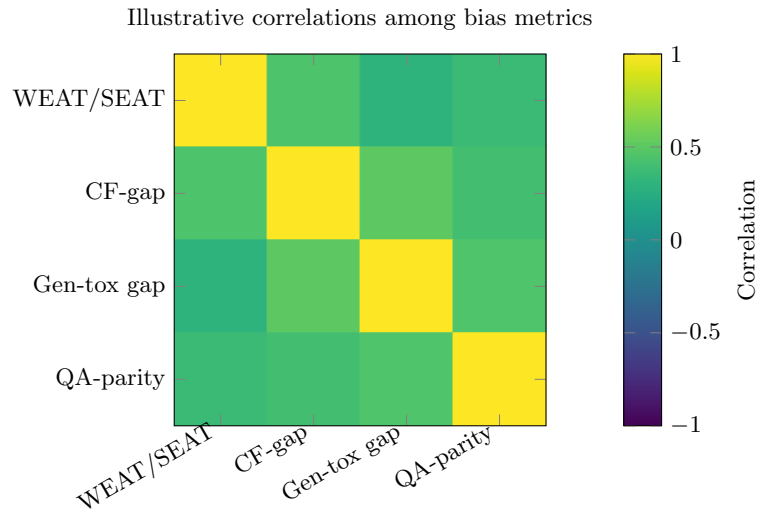 Illustrative correlations among bias metrics
WEAT/SEAT
CF-gap
Gen-tox gap
QA-parity
WEAT/SEAT
CF-gap
Gen-tox gap
QA-parity
1
0.5
0
−0.5
−1
Correlation